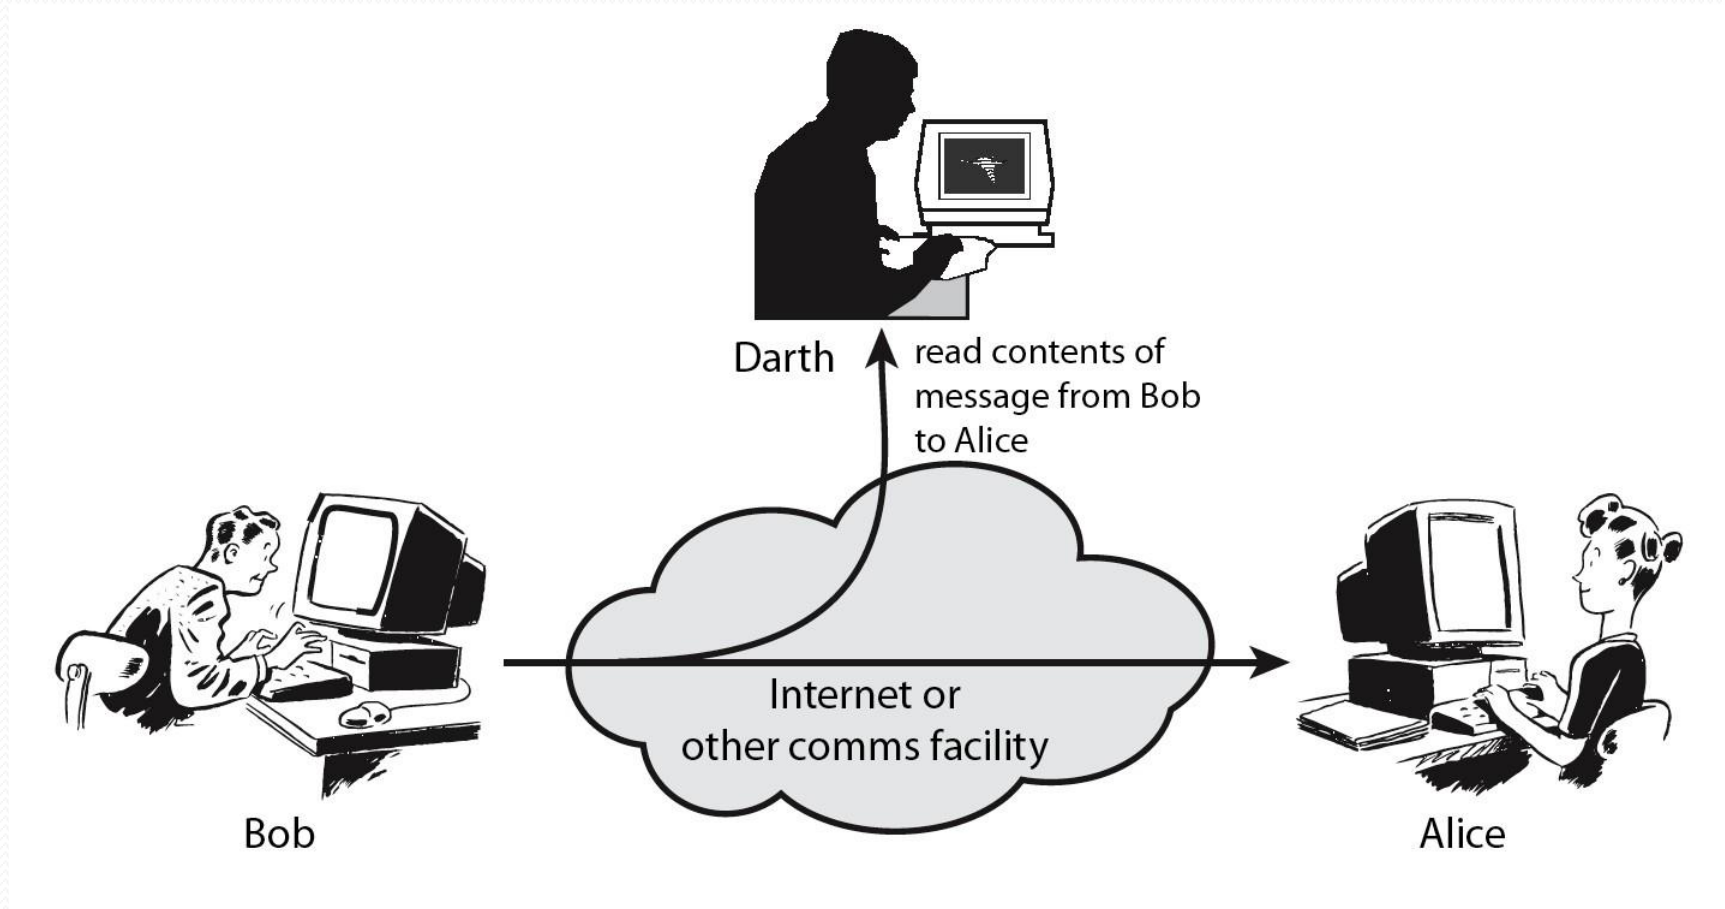 Darth
read contents of
message from Bob
to Alice
Internet or
other comms facility
Bob
Alice